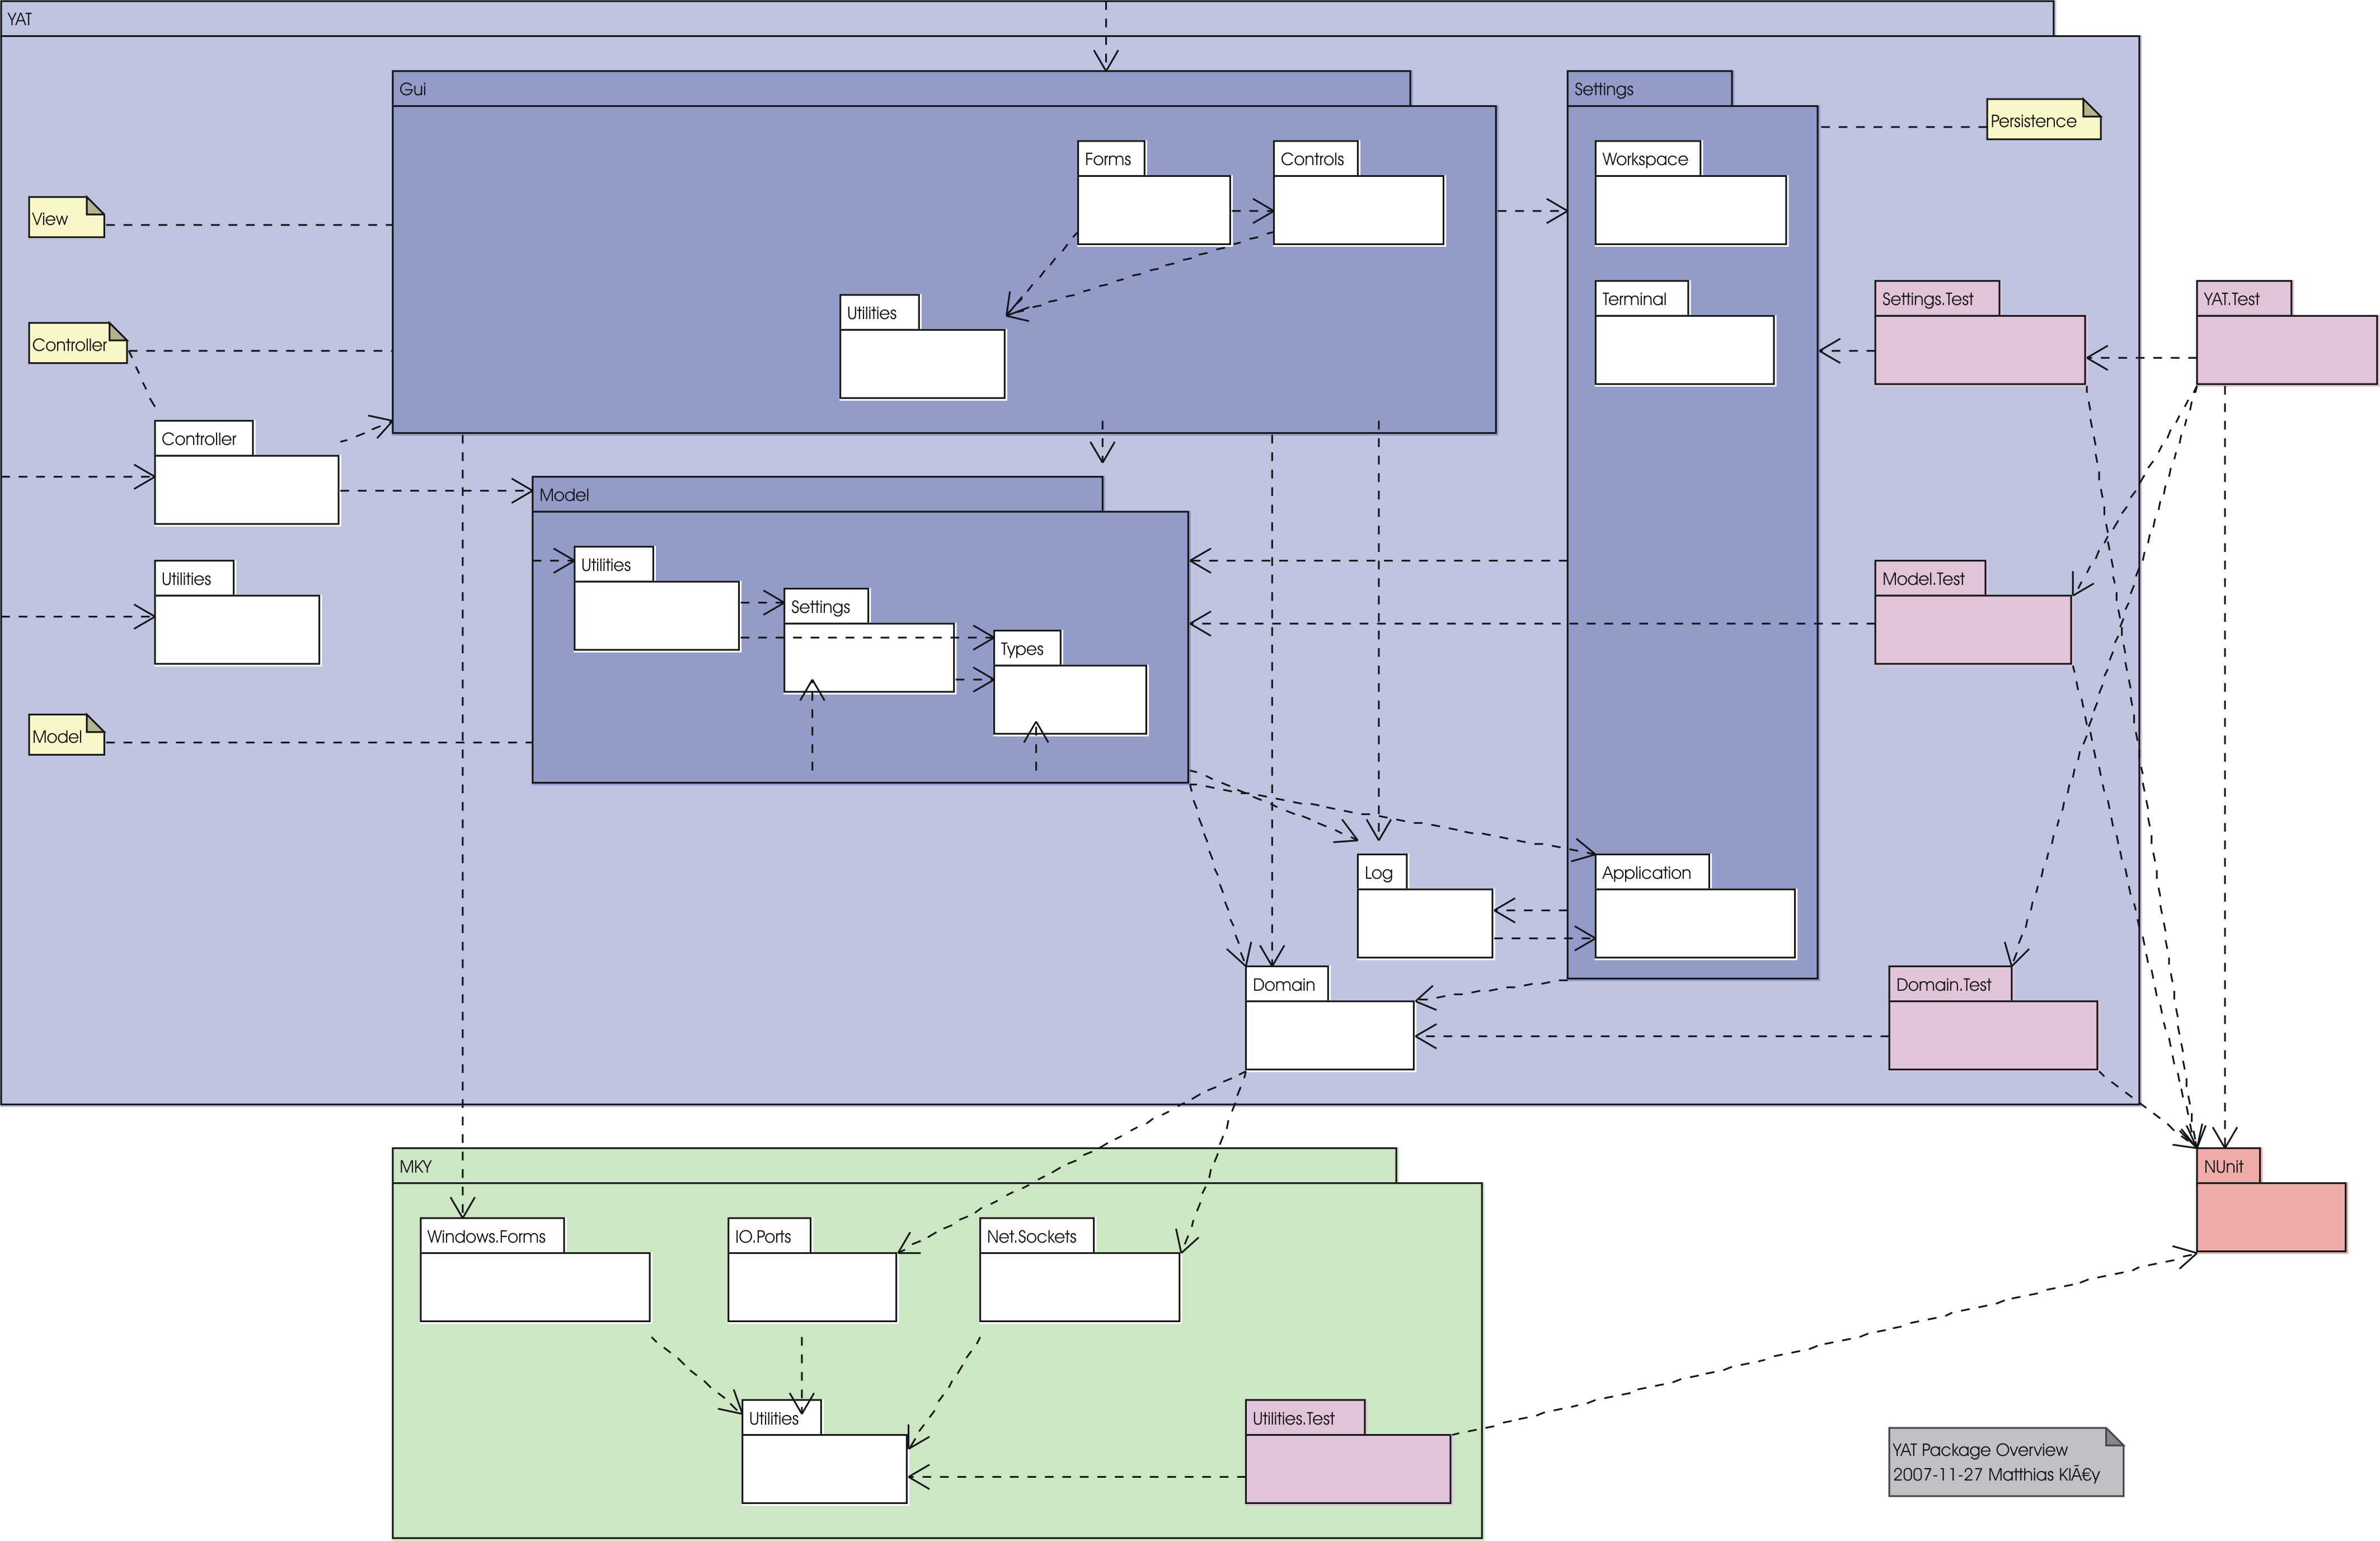 YAT
Gui
Settings
Persistence
Forms
Controls
Workspace
View
Utilities
Terminal
Settings.Test
YAT.Test
Controller
Controller
Model
Utilities
Utilities
Settings
Types
Model.Test
Model
Log
Application
Domain
Domain.Test
MKY
NUnit
Windows.Forms
IO.Ports
Net.Sockets
Utilities
Utilities.Test
YAT Package Overview
2007-11-27 Matthias KlÃ€y